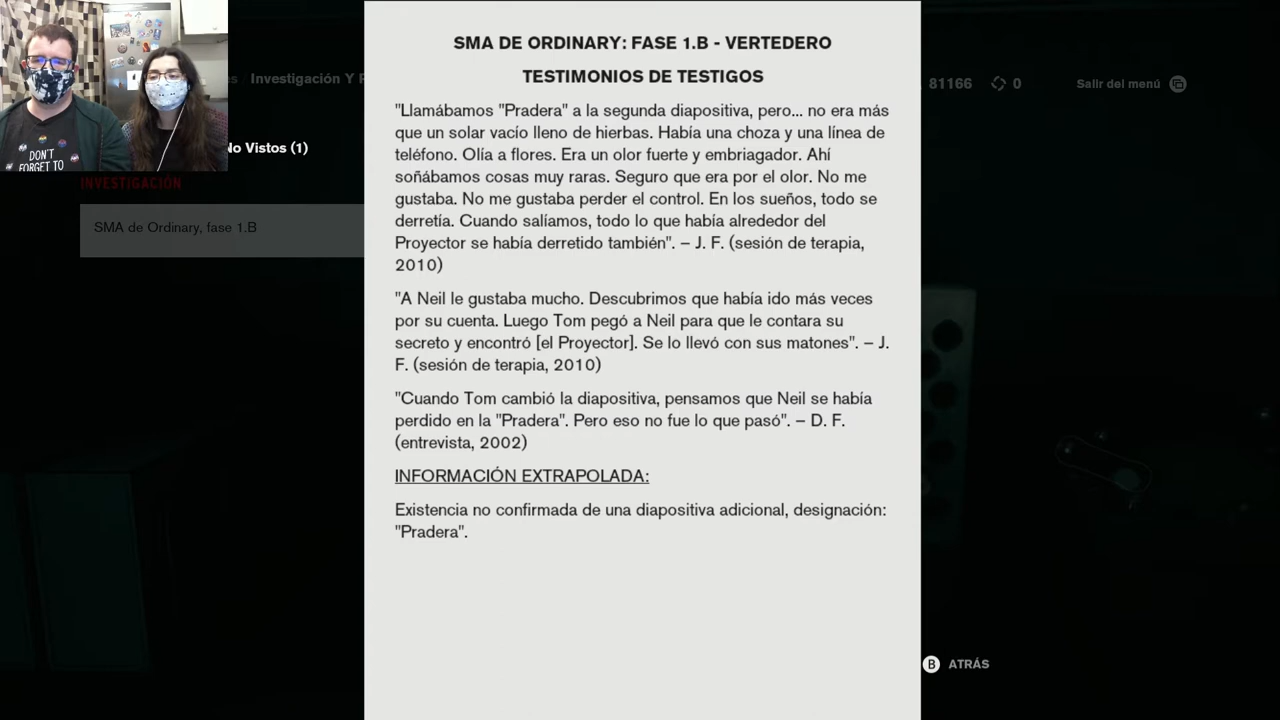 SMA DE ORDINARY: FASE 1.B - VERTEDERO
TESTIMONIOS DE TESTIGOS
"Llamábamos "Pradera" a la segunda diapositiva, pero... no era más
que un solar vacío lleno de hierbas. Había una choza y una línea de
teléfono. Olía a flores. Era un olor fuerte y embriagador. Ahí
soñábamos cosas muy raras. Seguro que era por el olor. No me
gustaba. No me gustaba perder el control. En los sueños, todo se
derretía. Cuando salíamos, todo lo que había alrededor del
Proyector se había derretido también". – J. F. (sesión de terapia,
2010)
"A Neil le gustaba mucho. Descubrimos que había ido más veces
por su cuenta. Luego Tom pegó a Neil para que le contara su
secreto y encontró [el Proyector]. Se lo llevó con sus matones". – J.
F. (sesión de terapia, 2010)
"Cuando Tom cambió la diapositiva, pensamos que Neil se había
perdido en la "Pradera". Pero eso no fue lo que pasó". – D. F.
(entrevista, 2002)
INFORMACIÓN EXTRAPOLADA:
Existencia no confirmada de una diapositiva adicional, designación:
"Pradera".
Investigación Y
No Vistos (1)
INVESTIGACIÓN
SMA de Ordinary, fase 1.B
81166
0
Salir del menú
B ATRÁS
DON'T
FORGET TO